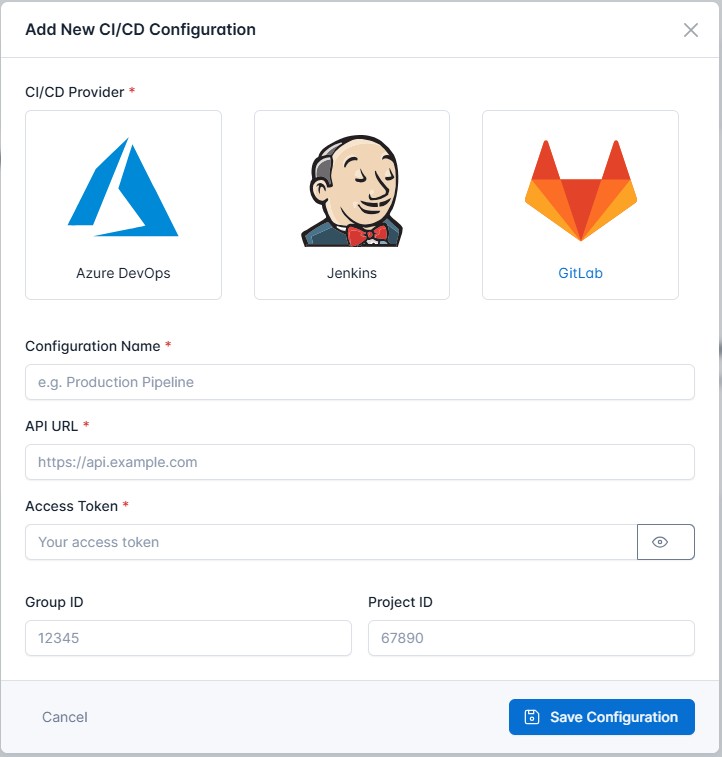 Add New CI/CD Configuration
CI/CD Provider *
Azure DevOps
Jenkins
GitLab
Configuration Name *
e.g. Production Pipeline
API URL *
https://api.example.com
Access Token *
Your access token
Group ID
Project ID
12345
67890
Cancel
Save Configuration